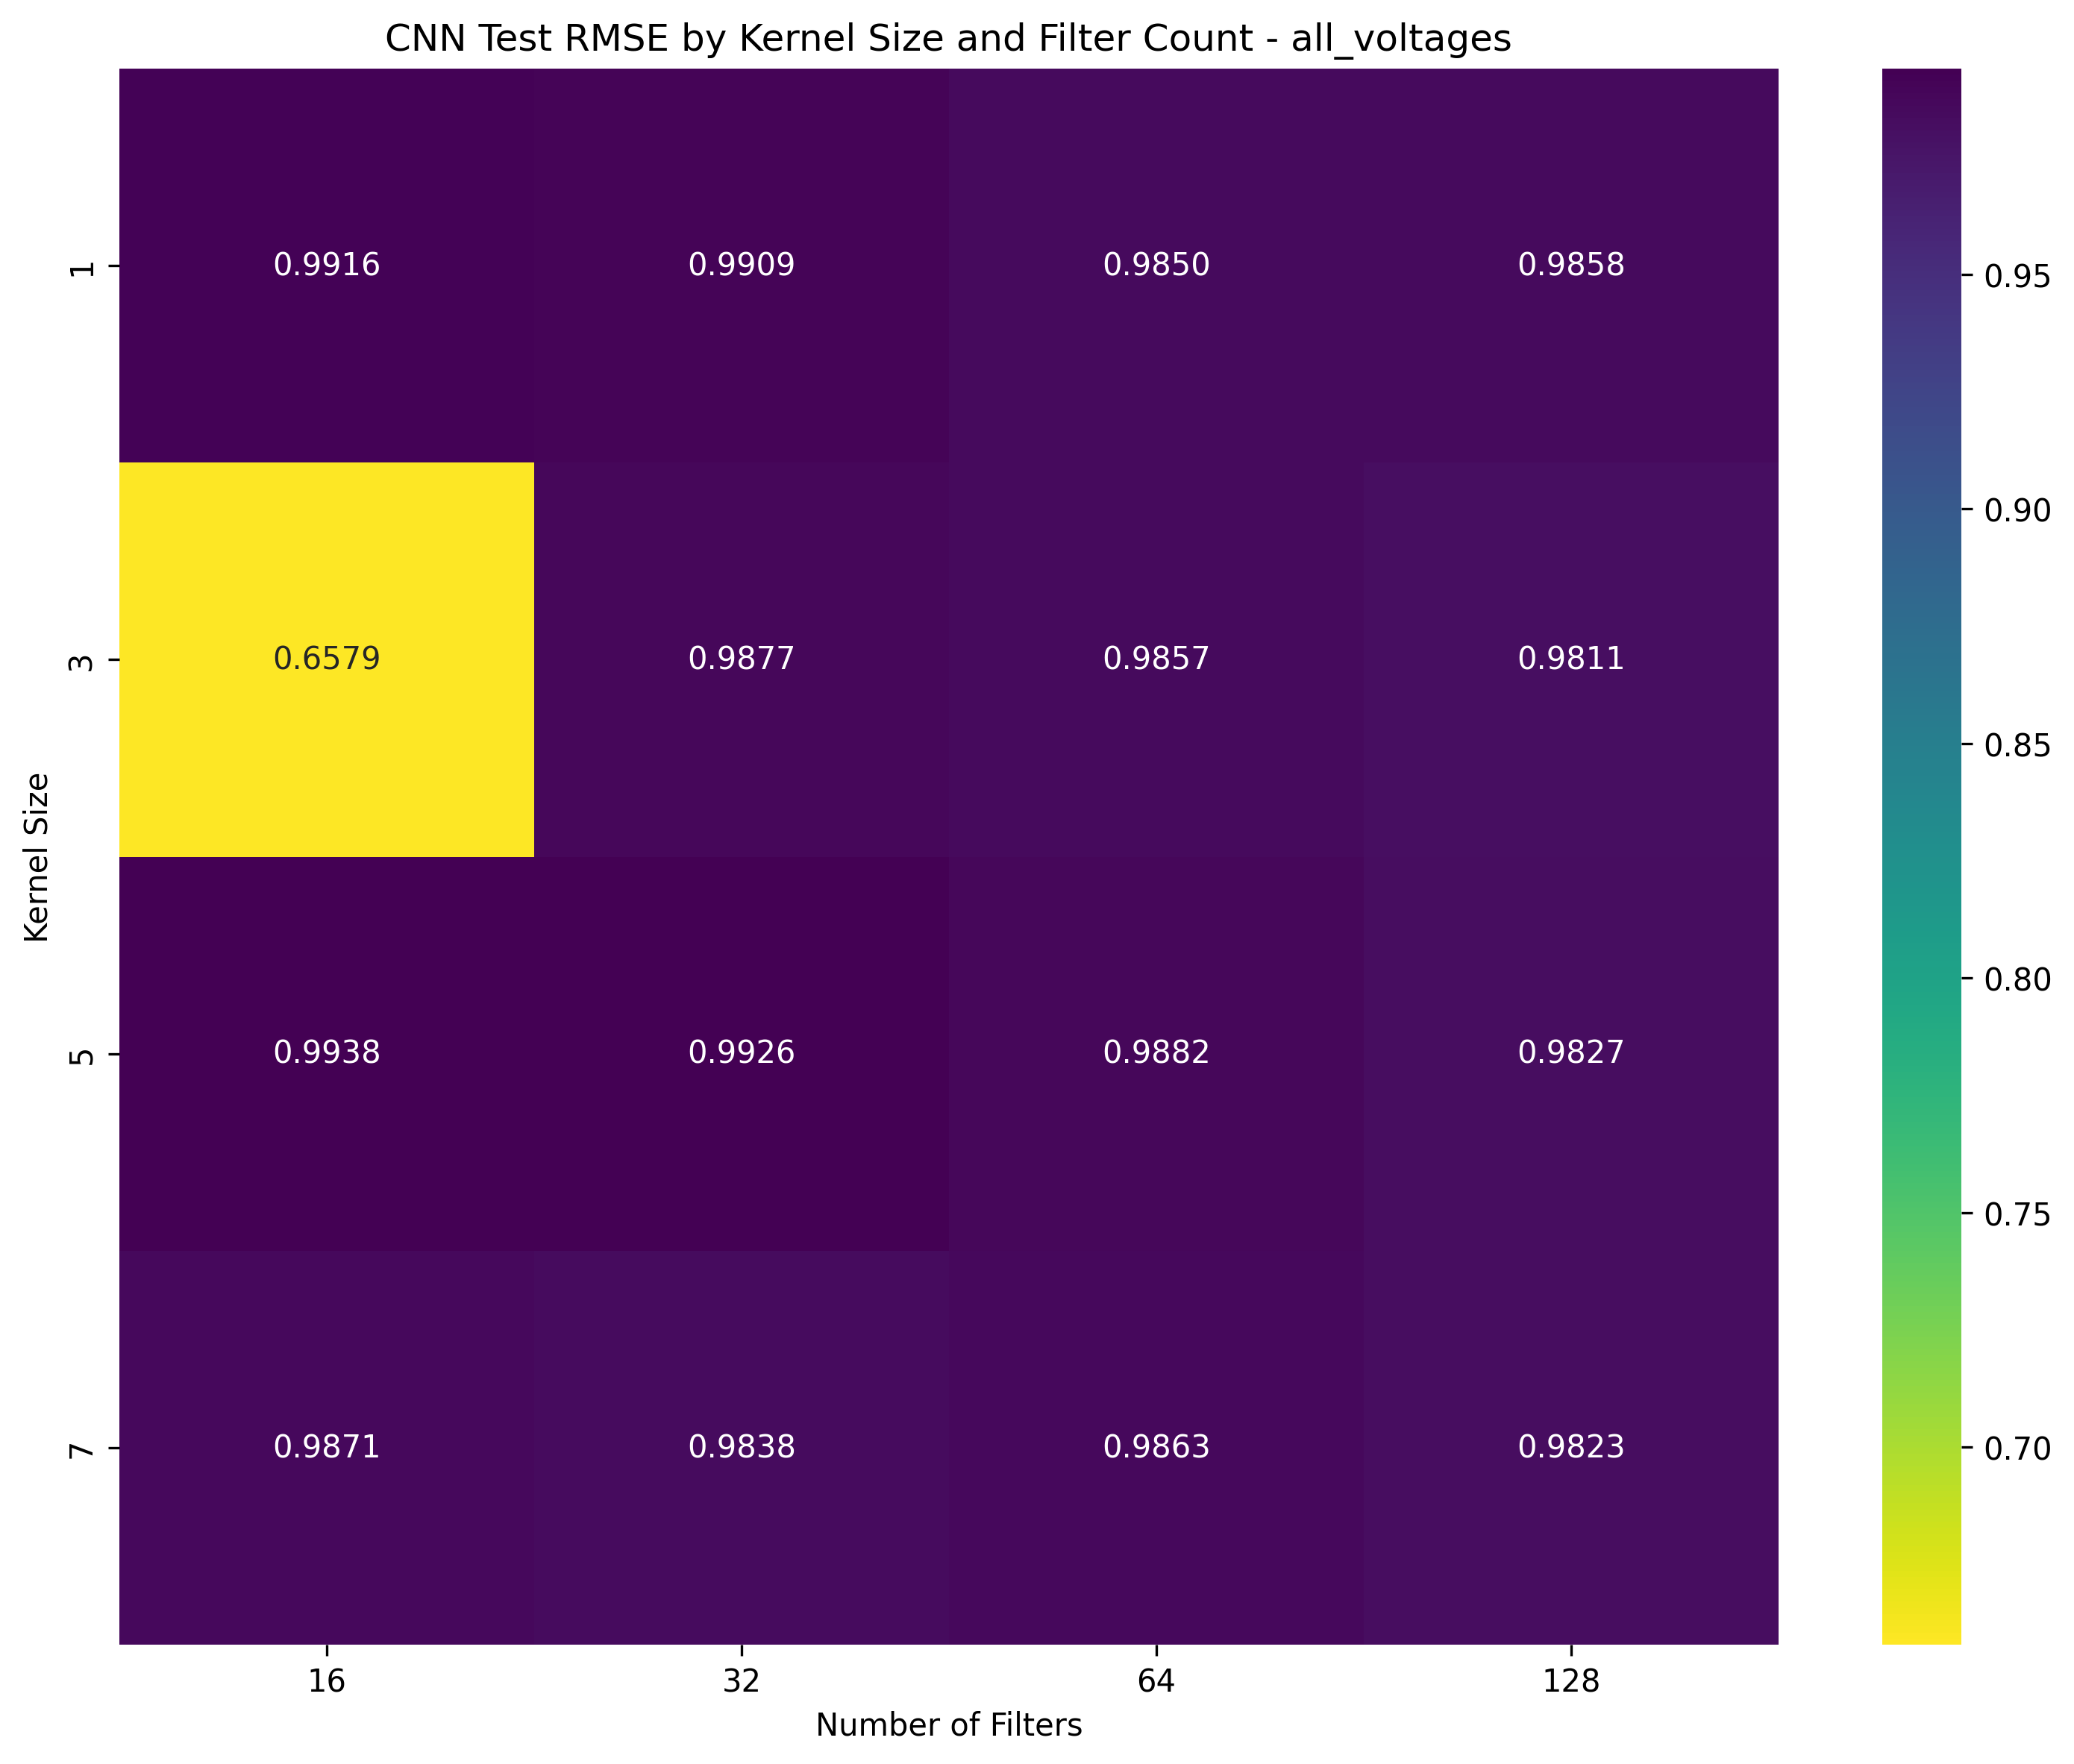 CNN Test RMSE by Kernel Size and Filter Count - all_voltages
Kernel Size
1
0.9916 0.9909 0.9850 0.9858
3
0.6579 0.9877 0.9857 0.9811
5
0.9938 0.9926 0.9882 0.9827
7
0.9871 0.9838 0.9863 0.9823
16 32 64 128
Number of Filters
0.95
0.90
0.85
0.80
0.75
0.70